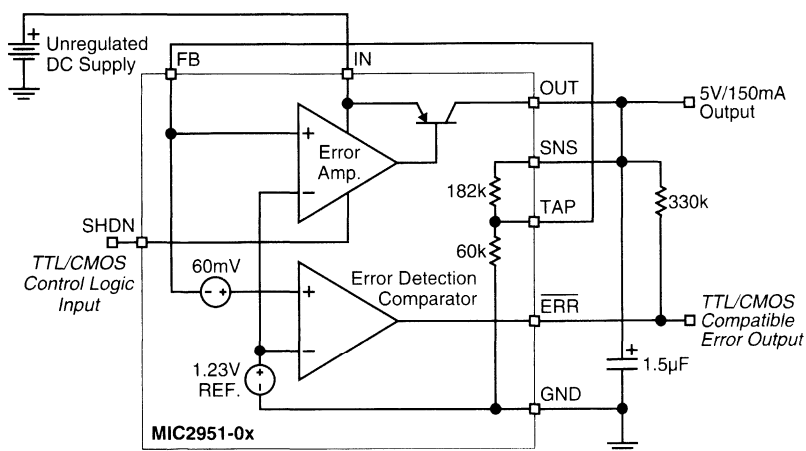 +
Unregulated
DC Supply
FB
IN
OUT
5V/150mA
Output
+
Error
Amp.
−
SNS
182k
330k
TAP
SHDN
60k
TTL/CMOS
Control Logic
Input
60mV
- +
+
Error Detection
Comparator
ERR
TTL/CMOS
Compatible
Error Output
−
1.23V
REF.
+
-
+
1.5µF
GND
MIC2951-0x